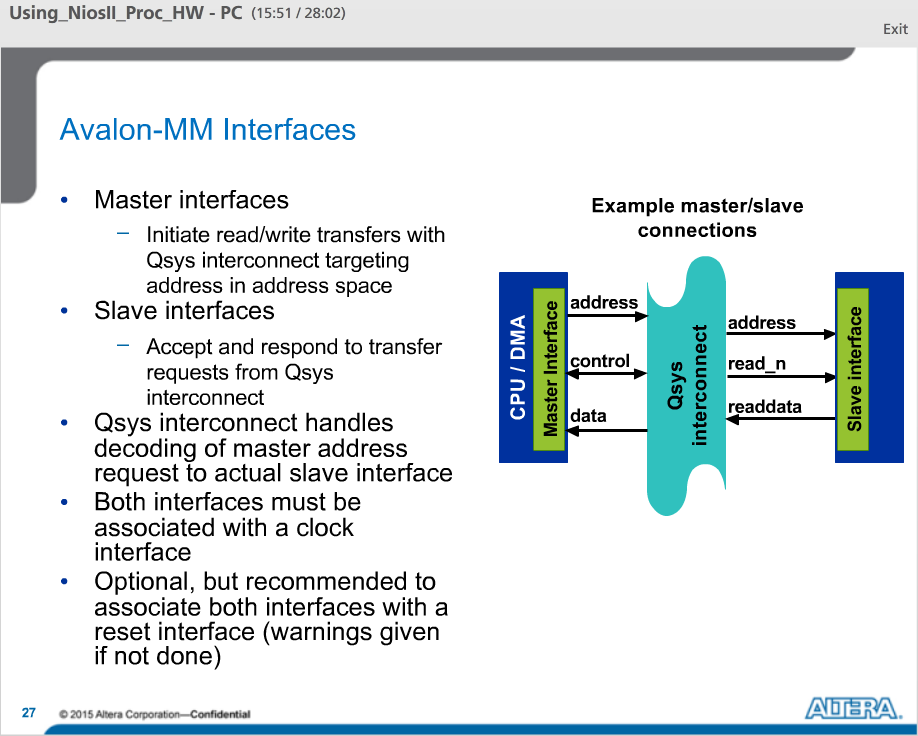 Using_NiosII_Proc_HW - PC (15:51 / 28:02)
Exit
Avalon-MM Interfaces
• Master interfaces
– Initiate read/write transfers with
Qsys interconnect targeting
address in address space
• Slave interfaces
– Accept and respond to transfer
requests from Qsys
interconnect
• Qsys interconnect handles
decoding of master address
request to actual slave interface
• Both interfaces must be
associated with a clock
interface
• Optional, but recommended to
associate both interfaces with a
reset interface (warnings given
if not done)
Example master/slave
connections
CPU / DMA
Master Interface
address
control
data
Qsys
interconnect
address
read_n
readdata
Slave interface
27
© 2015 Altera Corporation—Confidential
ALTERA.